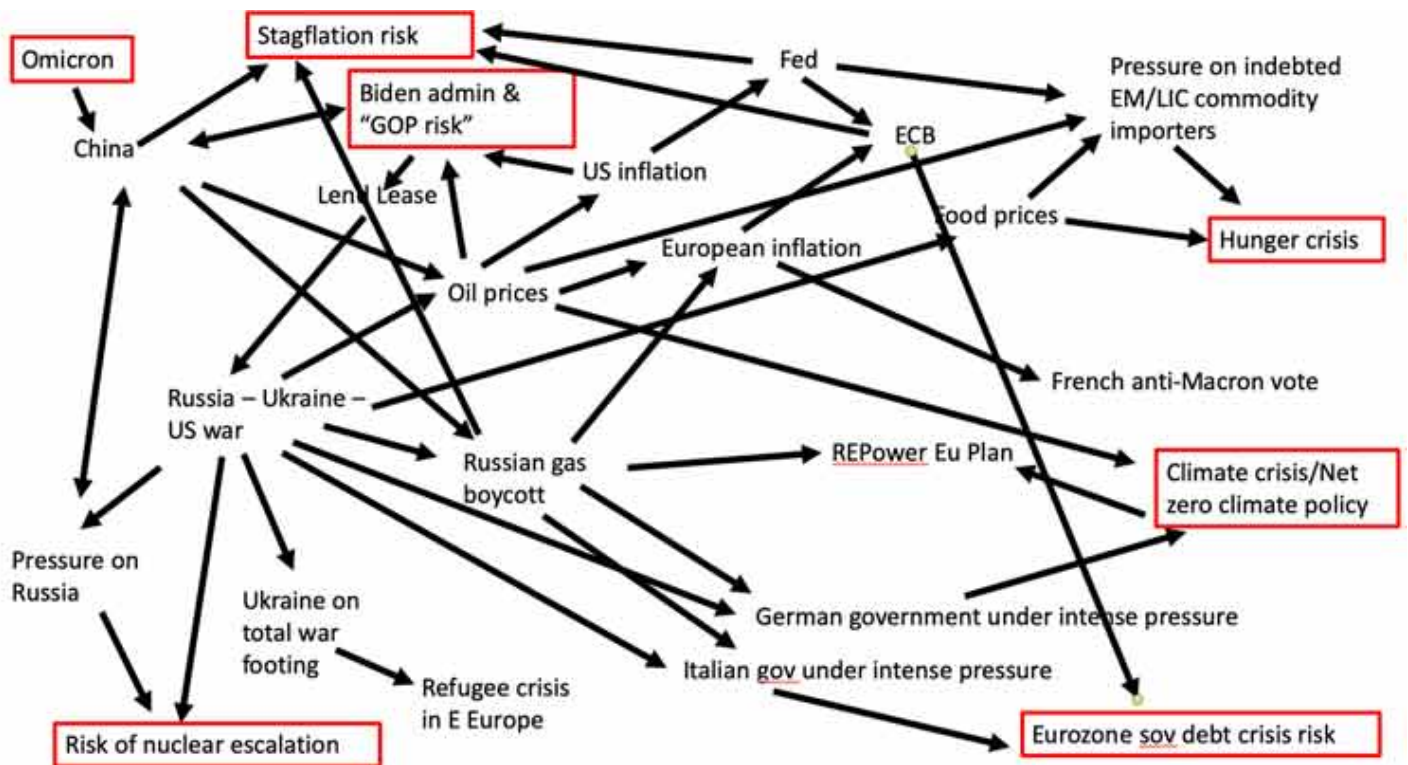 Stagflation risk
Omicron
Fed
Pressure on indebted
EM/LIC commodity
importers
Biden admin &
“GOP risk”
China
ECB
US inflation
Lend Lease
Food prices
Hunger crisis
European inflation
Oil prices
French anti-Macron vote
Russia – Ukraine –
US war
Russian gas
boycott
REPower Eu Plan
Climate crisis/Net
zero climate policy
Pressure on
Russia
Ukraine on
total war
footing
German government under intense pressure
Italian gov under intense pressure
Refugee crisis
in E Europe
Risk of nuclear escalation
Eurozone sov debt crisis risk